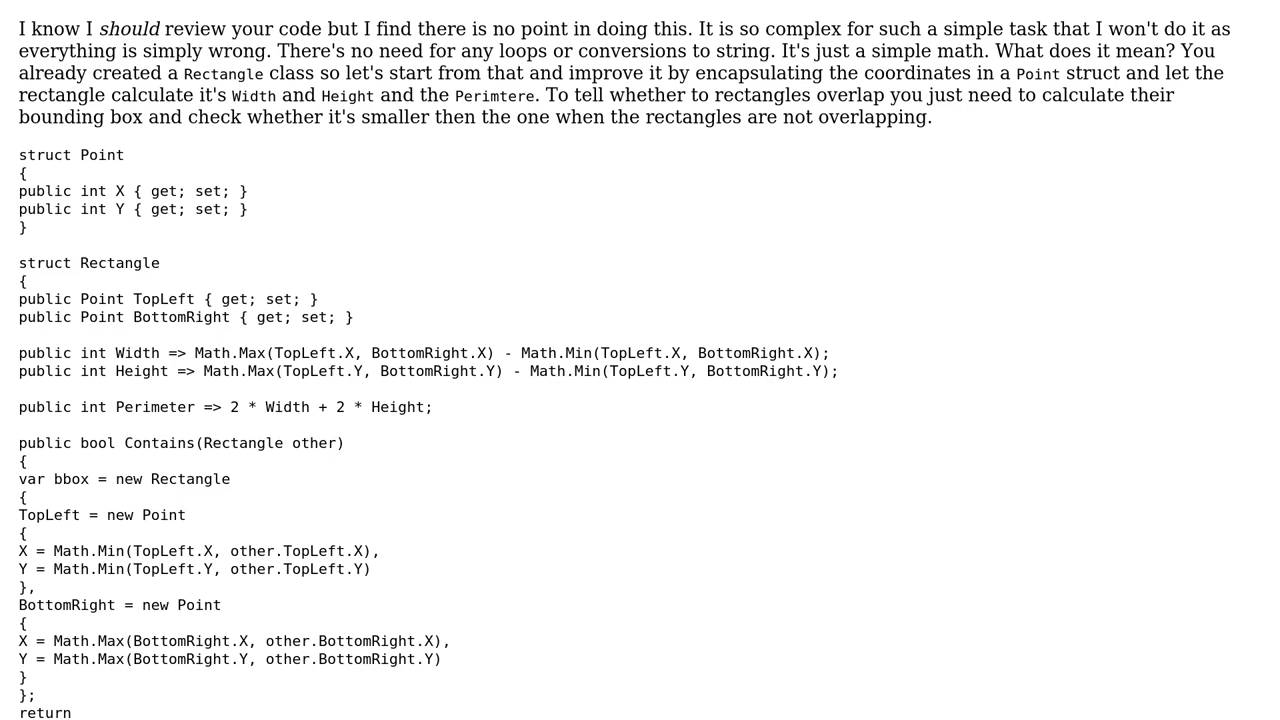 I know I should review your code but I find there is no point in doing this. It is so complex for such a simple task that I won't do it as
everything is simply wrong. There's no need for any loops or conversions to string. It's just a simple math. What does it mean? You
already created a Rectangle class so let's start from that and improve it by encapsulating the coordinates in a Point struct and let the
rectangle calculate it's Width and Height and the Perimtere. To tell whether to rectangles overlap you just need to calculate their
bounding box and check whether it's smaller then the one when the rectangles are not overlapping.
struct Point
{
public int X { get; set; }
public int Y { get; set; }
}
struct Rectangle
{
public Point TopLeft { get; set; }
public Point BottomRight { get; set; }
public int Width => Math.Max(TopLeft.X, BottomRight.X) - Math.Min(TopLeft.X, BottomRight.X);
public int Height => Math.Max(TopLeft.Y, BottomRight.Y) - Math.Min(TopLeft.Y, BottomRight.Y);
public int Perimeter => 2 * Width + 2 * Height;
public bool Contains(Rectangle other)
{
var bbox = new Rectangle
{
TopLeft = new Point
{
X = Math.Min(TopLeft.X, other.TopLeft.X),
Y = Math.Min(TopLeft.Y, other.TopLeft.Y)
},
BottomRight = new Point
{
X = Math.Max(BottomRight.X, other.BottomRight.X),
Y = Math.Max(BottomRight.Y, other.BottomRight.Y)
}
};
return